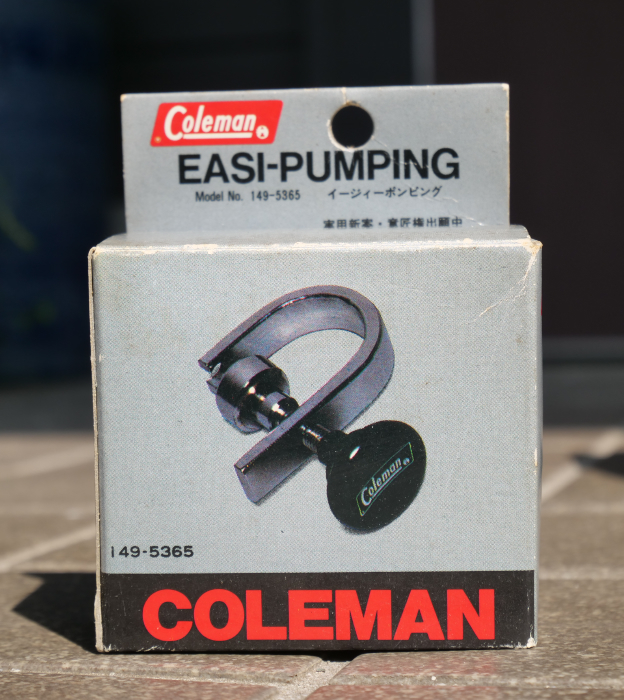 Coleman
EASI-PUMPING
Model No. 149-5365 イージィーポンピング
実用新案・意匠権出願中
Coleman
149-5365
COLEMAN